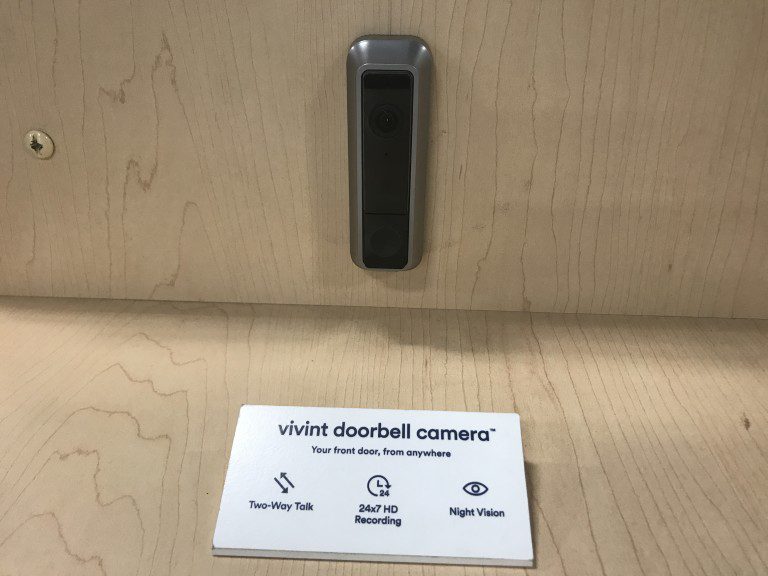 vivint doorbell camera™
Your front door, from anywhere
24
Two-Way Talk
24x7 HD
Recording
Night Vision